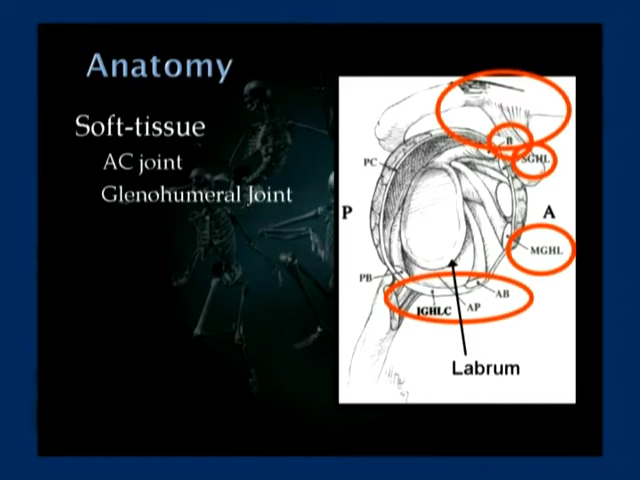 Anatomy
Soft-tissue
AC joint
Glenohumeral Joint
B
SGHL
PC
P
A
MGHL
PB
AB
AP
IGHLC
Labrum